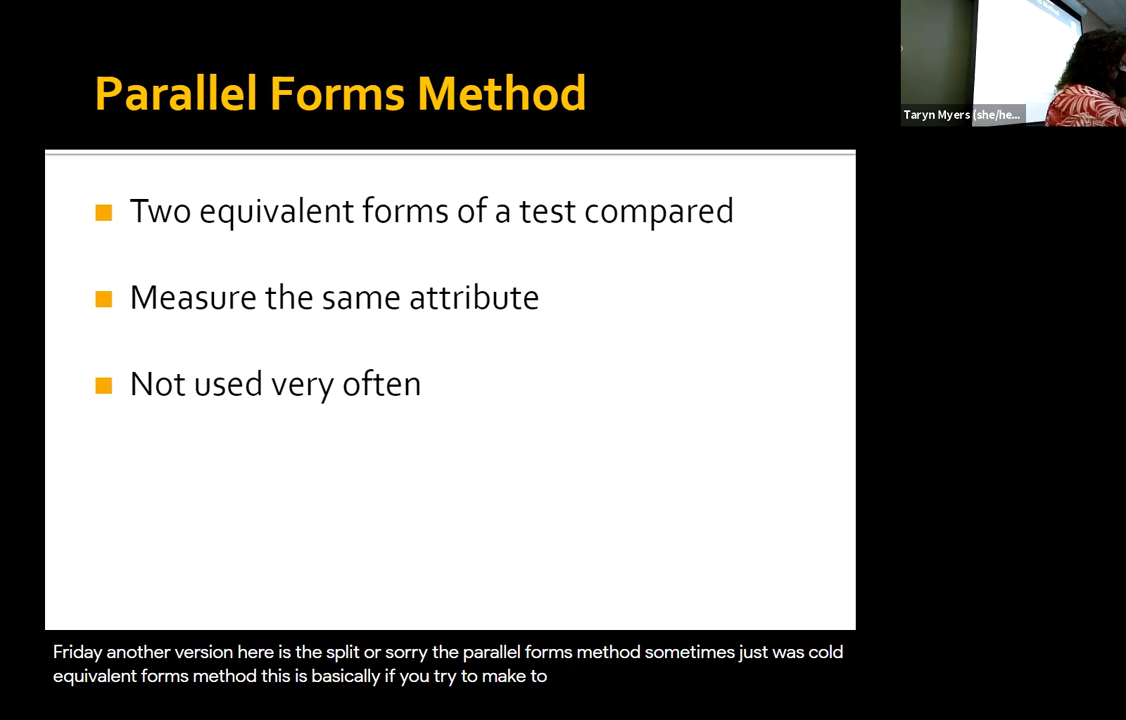 Parallel Forms Method
Taryn Myers (she/he...
Two equivalent forms of a test compared
Measure the same attribute
Not used very often
Friday another version here is the split or sorry the parallel forms method sometimes just was cold
equivalent forms method this is basically if you try to make to